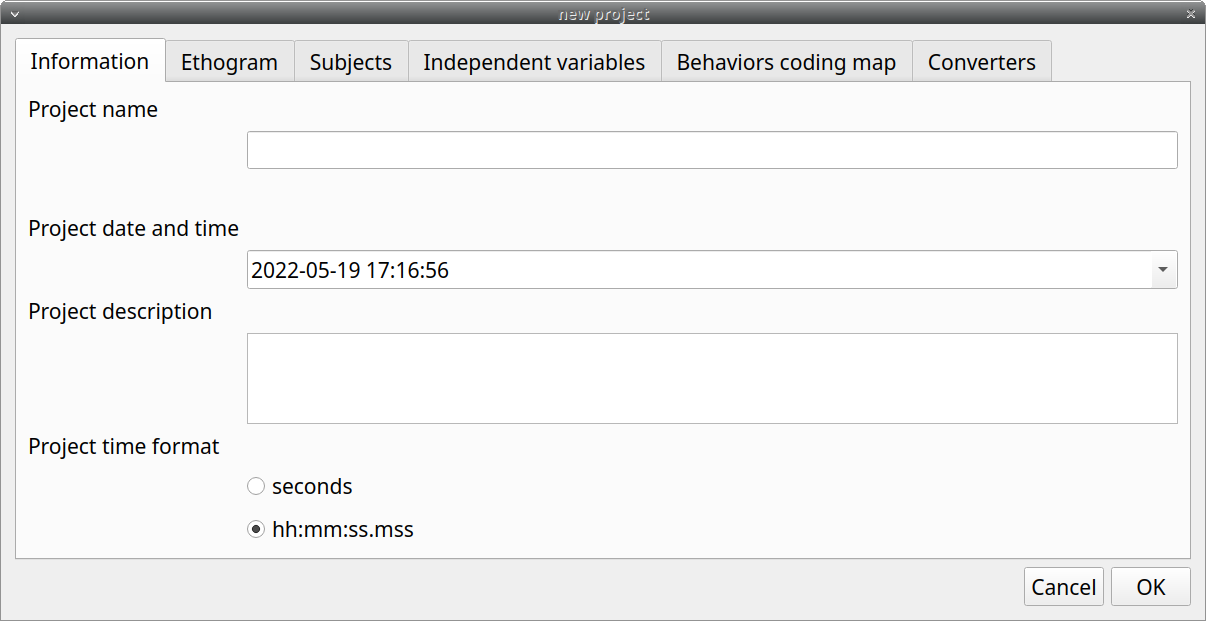 new project
Information Ethogram Subjects Independent variables Behaviors coding map Converters
Project name
Project date and time
2022-05-19 17:16:56
Project description
Project time format
seconds
hh:mm:ss.mss
Cancel OK